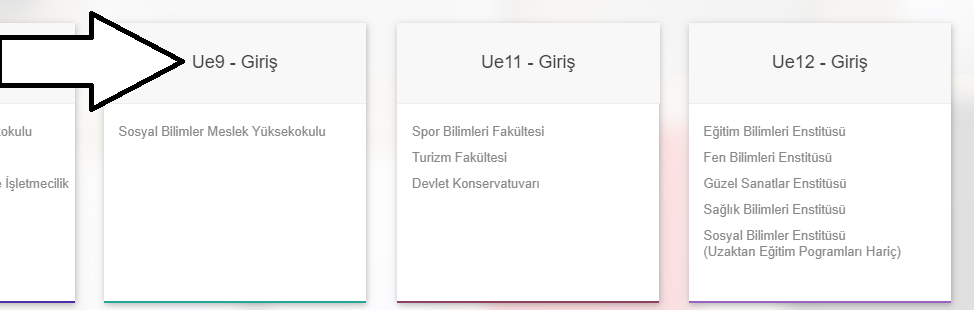 Ue9 - Giriş
Ue11 - Giriş
Ue12 - Giriş
okulu
İşletmecilik
Sosyal Bilimler Meslek Yüksekokulu
Spor Bilimleri Fakültesi
Turizm Fakültesi
Devlet Konservatuvarı
Eğitim Bilimleri Enstitüsü
Fen Bilimleri Enstitüsü
Güzel Sanatlar Enstitüsü
Sağlık Bilimleri Enstitüsü
Sosyal Bilimler Enstitüsü
(Uzaktan Eğitim Pogramları Hariç)